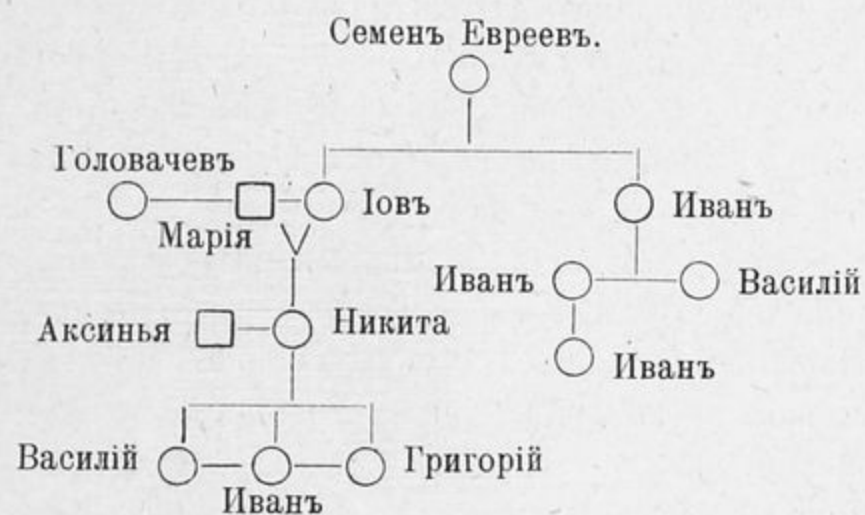 Семенъ Евреевъ.
Головачевъ
Іовъ
Иванъ
Марія
Иванъ
Василій
Аксинья
Никита
Иванъ
Василій
Григорій
Иванъ